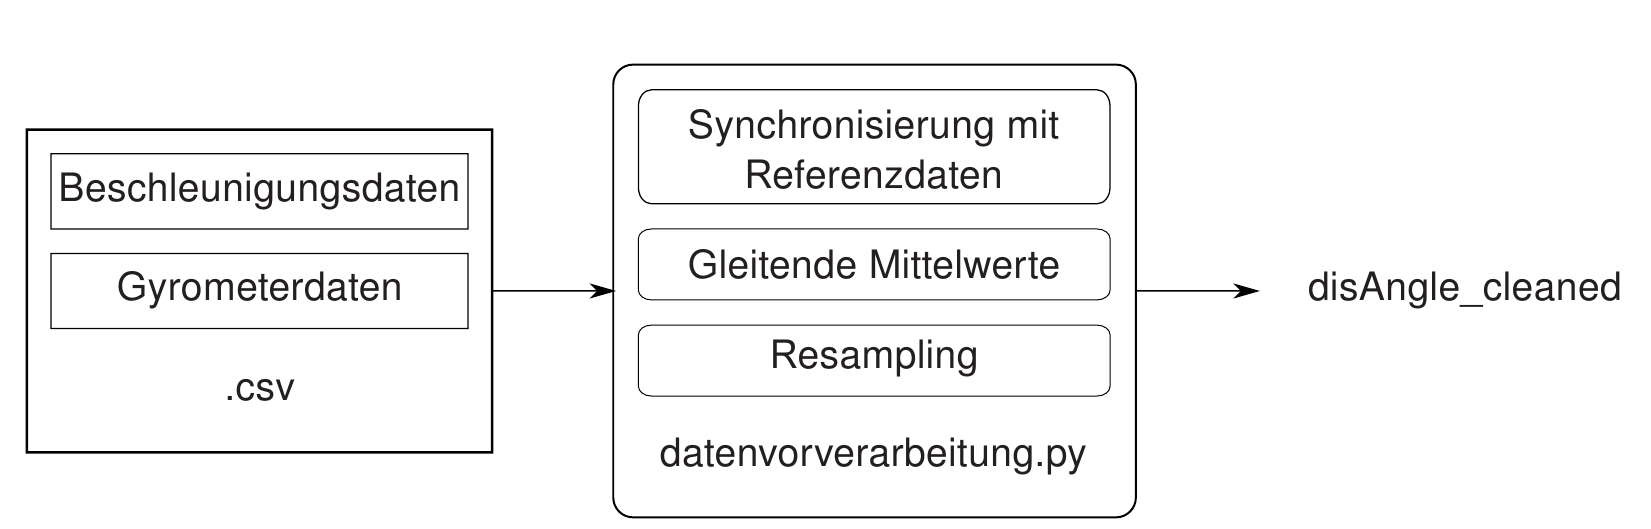 Beschleunigungsdaten
Gyrometerdaten
.csv
Synchronisierung mit
Referenzdaten
Gleitende Mittelwerte
Resampling
datenvorverarbeitung.py
disAngle_cleaned